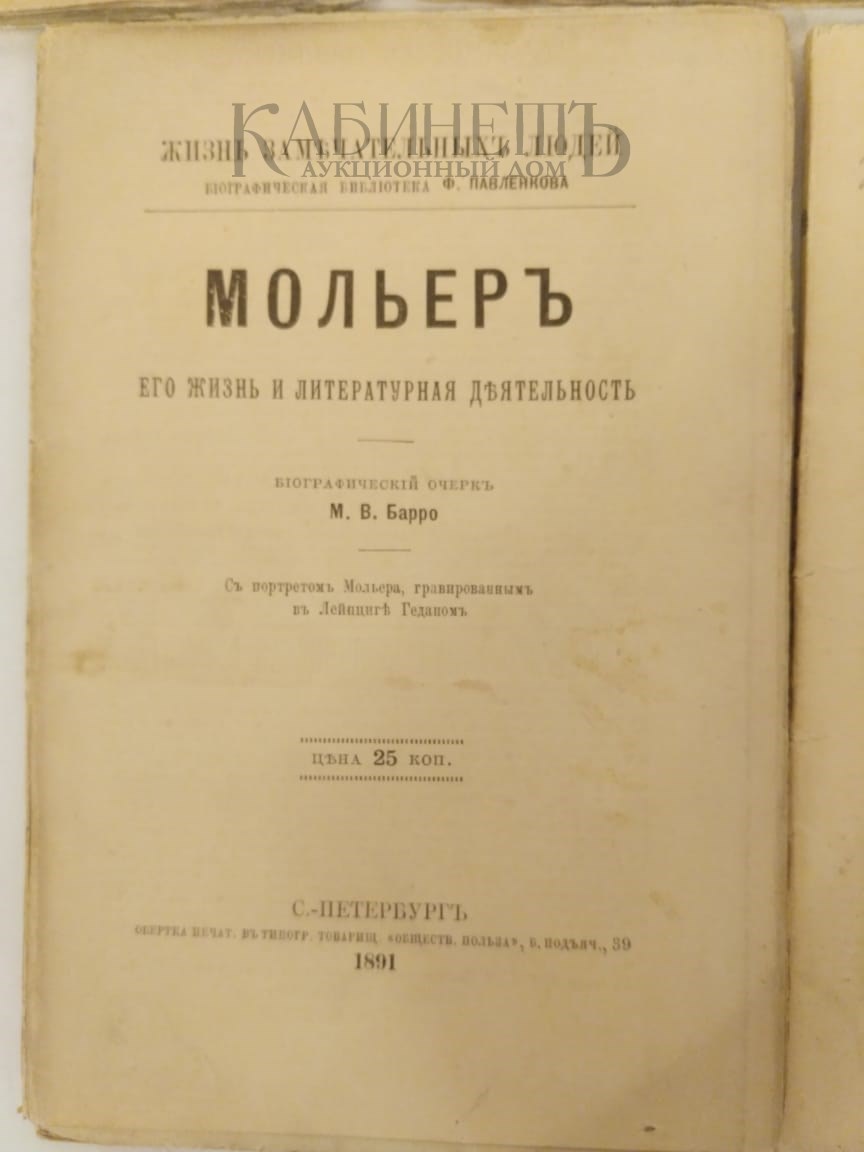 КАБИНЕТЪ
АУКЦИОННЫЙ ДОМ
ЖИЗНЬ ЗАМѢЧАТЕЛЬНЫХЪ ЛЮДЕЙ
БІОГРАФИЧЕСКАЯ БИБЛІОТЕКА Ф. ПАВЛЕНКОВА
МОЛЬЕРЪ
ЕГО ЖИЗНЬ И ЛИТЕРАТУРНАЯ ДѢЯТЕЛЬНОСТЬ
БІОГРАФИЧЕСКІЙ ОЧЕРКЪ
М. В. Барро
Съ портретомъ Мольера, гравированнымъ
въ Лейпцигѣ Геданомъ
ЦѢНА 25 КОП.
С.-ПЕТЕРБУРГЪ
ОБЕРТКА ПЕЧАТ. ВЪ ТИПОГР. ТОВАРИЩ. «ОБЩЕСТВ. ПОЛЬЗА», Б. ПОДЪЯЧ., 39
1891